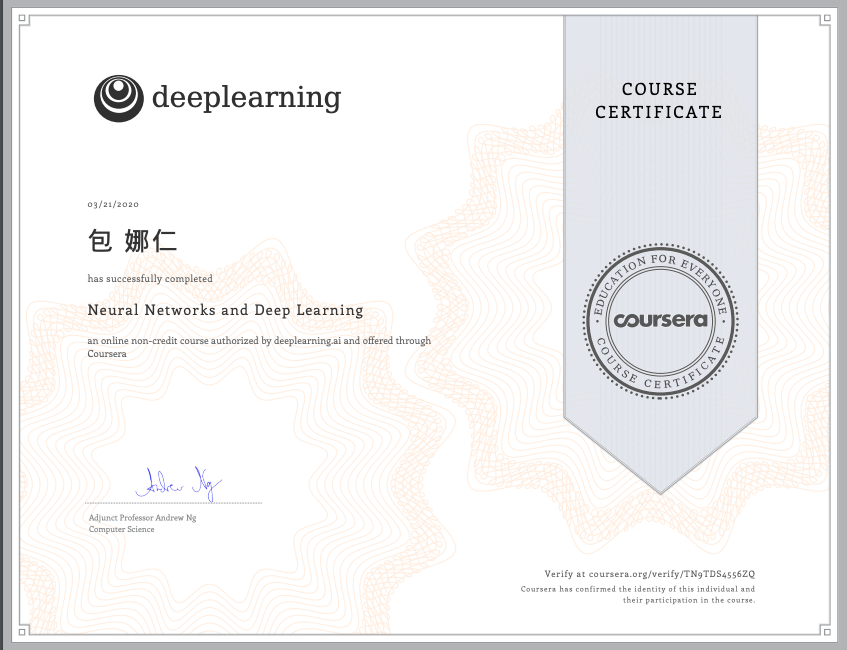 deeplearning
COURSE
CERTIFICATE
03/21/2020
包 娜仁
has successfully completed
Neural Networks and Deep Learning
an online non-credit course authorized by deeplearning.ai and offered through
Coursera
EDUCATION FOR EVERYONE
coursera
COURSE CERTIFICATE
Andrew Ng
Adjunct Professor Andrew Ng
Computer Science
Verify at coursera.org/verify/TN9TDS4556ZQ
Coursera has confirmed the identity of this individual and
their participation in the course.